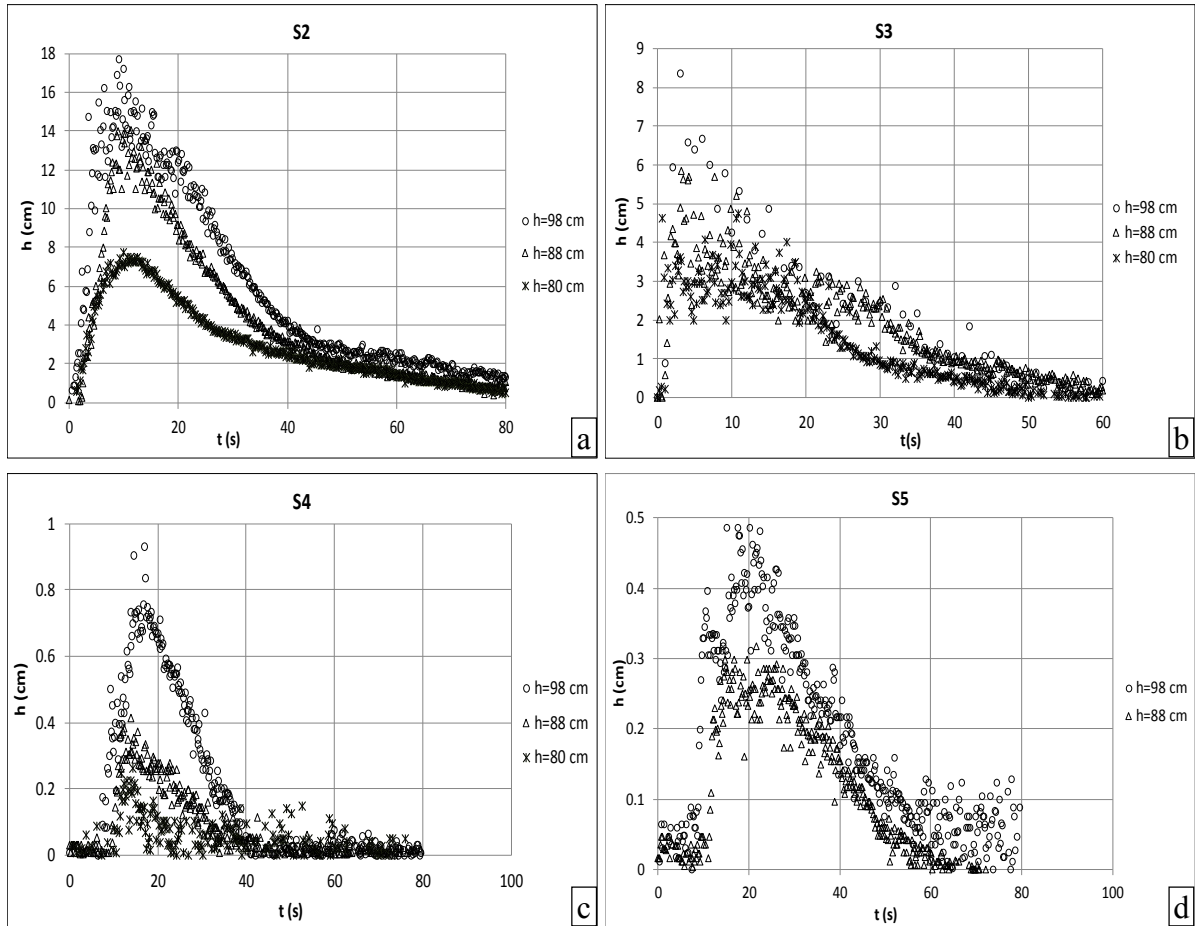 S2
18
16
14
12
10
8
6
4
2
0
h (cm)
0 20 40 60 80
t (s)
h=98 cm
h=88 cm
h=80 cm
a
S3
9
8
7
6
5
4
3
2
1
0
h (cm)
0 10 20 30 40 50 60
t(s)
h=98 cm
h=88 cm
h=80 cm
b
S4
1
0.8
0.6
0.4
0.2
0
h (cm)
0 20 40 60 80 100
t (s)
h=98 cm
h=88 cm
h=80 cm
c
S5
0.5
0.4
0.3
0.2
0.1
0
h (cm)
0 20 40 60 80 100
t (s)
h=98 cm
h=88 cm
d